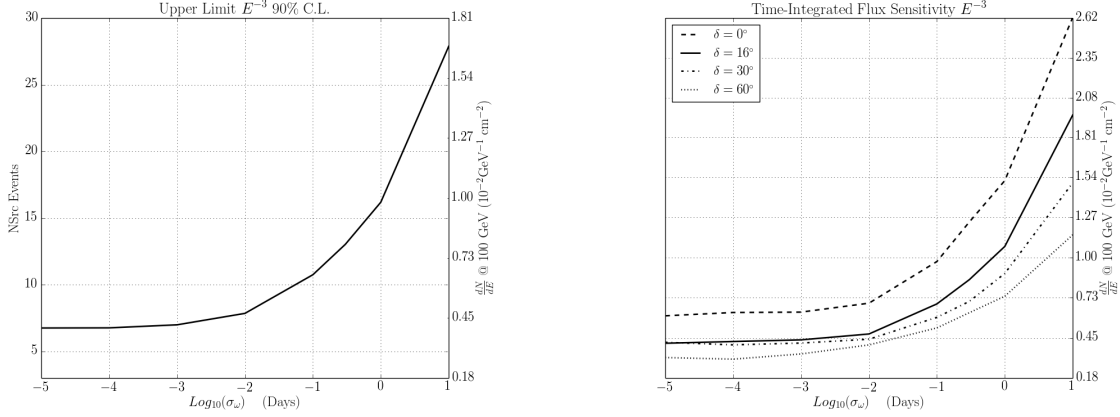 Upper Limit E⁻³ 90% C.L.
30
25
20
15
10
5
NSrc Events
1.81
1.54
1.27
1.00
0.73
0.45
0.18
dN/dE @ 100 GeV (10⁻²GeV⁻¹ cm⁻²)
−5 −4 −3 −2 −1 0 1
Log₁₀(σ_ω) (Days)
Time-Integrated Flux Sensitivity E⁻³
δ = 0°
δ = 16°
δ = 30°
δ = 60°
2.62
2.35
2.08
1.81
1.54
1.27
1.00
0.73
0.45
0.18
dN/dE @ 100 GeV (10⁻²GeV⁻¹ cm⁻²)
−5 −4 −3 −2 −1 0 1
Log₁₀(σ_ω) (Days)